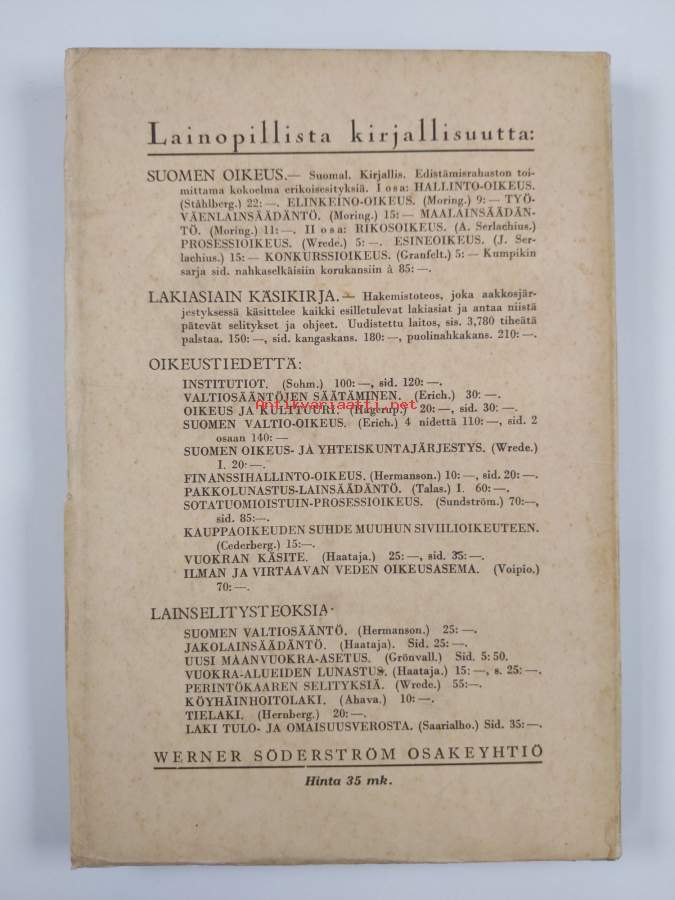 Lainopillista kirjallisuutta:
SUOMEN OIKEUS.— Suomal. Kirjallis. Edistämisrahaston toi-
mittama kokoelma erikoisesityksiä. I osa: HALLINTO-OIKEUS.
(Ståhlberg.) 22: —. ELINKEINO-OIKEUS. (Moring.) 9: — TYÖ-
VÄENLAINSÄÄDÄNTÖ. (Moring.) 15: — MAALAINSÄÄDÄN-
TÖ. (Moring.) 11: —. II osa: RIKOSOIKEUS. (A. Serlachius.)
PROSESSIOIKEUS. (Wrede.) 5: —. ESINEOIKEUS. (J. Ser-
lachius.) 15: — KONKURSSIOIKEUS. (Granfelt.) 5: — Kumpikin
sarja sid. nahkaselkäisiin korukansiin à 85: —.
LAKIASIAIN KÄSIKIRJA. — Hakemistoteos, joka aakkosjär-
jestyksessä käsittelee kaikki esilletulevat lakiasiat ja antaa niistä
pätevät selitykset ja ohjeet. Uudistettu laitos, sis. 3,780 tiheätä
palstaa. 150: —, sid. kangaskans. 180: —, puolinahkakans. 210: —.
OIKEUSTIEDETTÄ:
INSTITUTIOT. (Sohm.) 100: —, sid. 120: —.
VALTIOSÄÄNTÖJEN SÄÄTÄMINEN. (Erich.) 30: —.
Antikvariaatti.net
OIKEUS JA KULTTUURI. (Hagerup.) 20: —, sid. 30: —.
SUOMEN VALTIO-OIKEUS. (Erich.) 4 nidettä 110: —, sid. 2
osaan 140: —
SUOMEN OIKEUS- JA YHTEISKUNTAJÄRJESTYS. (Wrede.)
I. 20: —.
FINANSSIHALLINTO-OIKEUS. (Hermanson.) 10: —, sid. 20: —.
PAKKOLUNASTUS-LAINSÄÄDÄNTÖ. (Talas.) I. 60: —.
SOTATUOMIOISTUIN-PROSESSIOIKEUS. (Sundström.) 70:—,
sid. 85:—.
KAUPPAOIKEUDEN SUHDE MUUHUN SIVIILIOIKEUTEEN.
(Cederberg.) 15:—.
VUOKRAN KÄSITE. (Haataja.) 25: —, sid. 35: —.
ILMAN JA VIRTAAVAN VEDEN OIKEUSASEMA. (Voipio.)
70: —.
LAINSELITYSTEOKSIA:
SUOMEN VALTIOSÄÄNTÖ. (Hermanson.) 25: —.
JAKOLAINSÄÄDÄNTÖ. (Haataja). Sid. 25: —.
UUSI MAANVUOKRA-ASETUS. (Grönvall.) Sid. 5: 50.
VUOKRA-ALUEIDEN LUNASTUS. (Haataja.) 15: —, s. 25: —.
PERINTÖKAAREN SELITYKSIÄ. (Wrede.) 55:—.
KÖYHÄINHOITOLAKI. (Ahava.) 10: —.
TIELAKI. (Hernberg.) 20: —.
LAKI TULO- JA OMAISUUSVEROSTA. (Saarialho.) Sid. 35: —.
WERNER SÖDERSTRÖM OSAKEYHTIÖ
Hinta 35 mk.